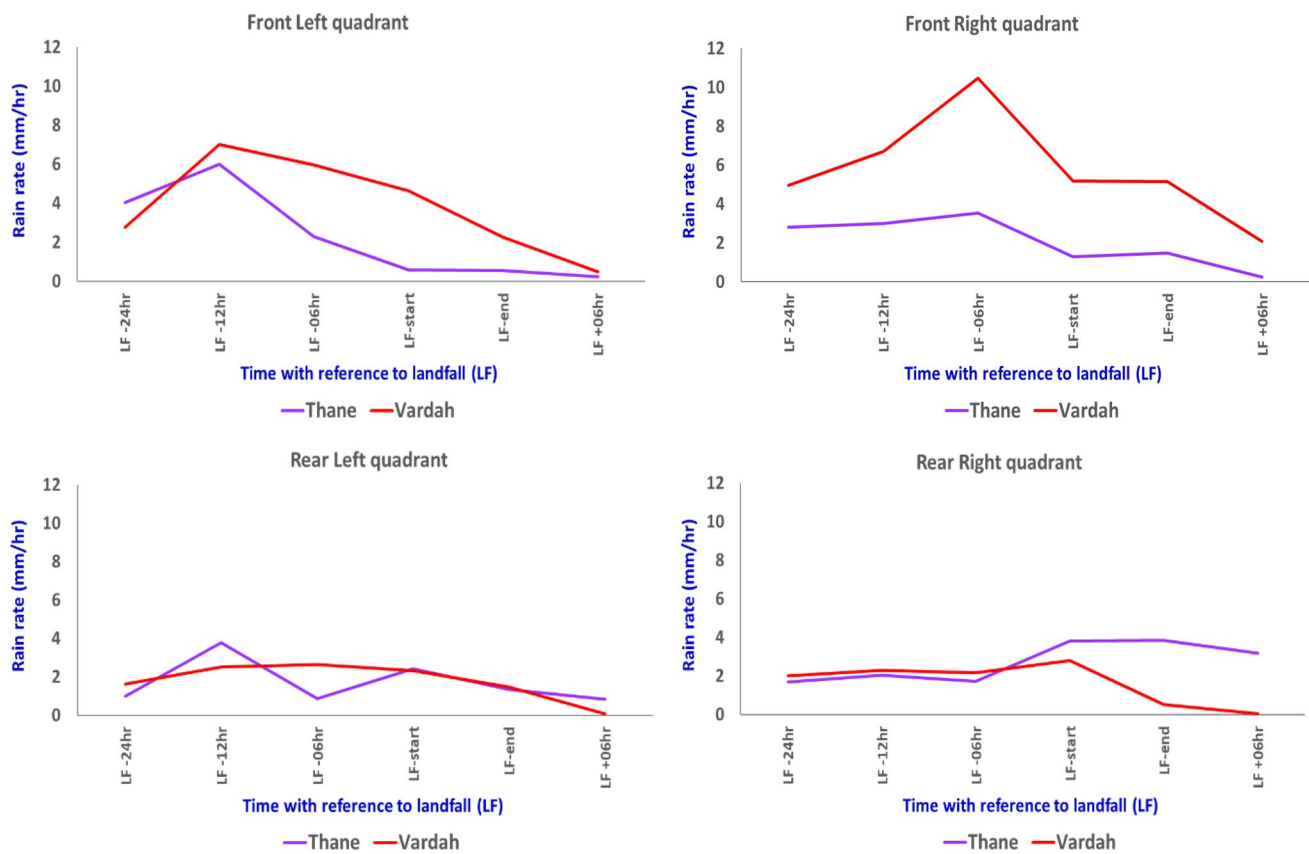 Front Left quadrant
12
10
8
6
4
2
0
Rain rate (mm/hr)
LF -24hr
LF -12hr
LF -06hr
LF-start
LF-end
LF +06hr
Time with reference to landfall (LF)
Thane Vardah
Front Right quadrant
12
10
8
6
4
2
0
Rain rate (mm/hr)
LF -24hr
LF -12hr
LF -06hr
LF-start
LF-end
LF +06hr
Time with reference to landfall (LF)
Thane Vardah
Rear Left quadrant
12
10
8
6
4
2
0
Rain rate (mm/hr)
LF -24hr
LF -12hr
LF -06hr
LF-start
LF-end
LF +06hr
Time with reference to landfall (LF)
Thane Vardah
Rear Right quadrant
12
10
8
6
4
2
0
Rain rate (mm/hr)
LF -24hr
LF -12hr
LF -06hr
LF-start
LF-end
LF +06hr
Time with reference to landfall (LF)
Thane Vardah